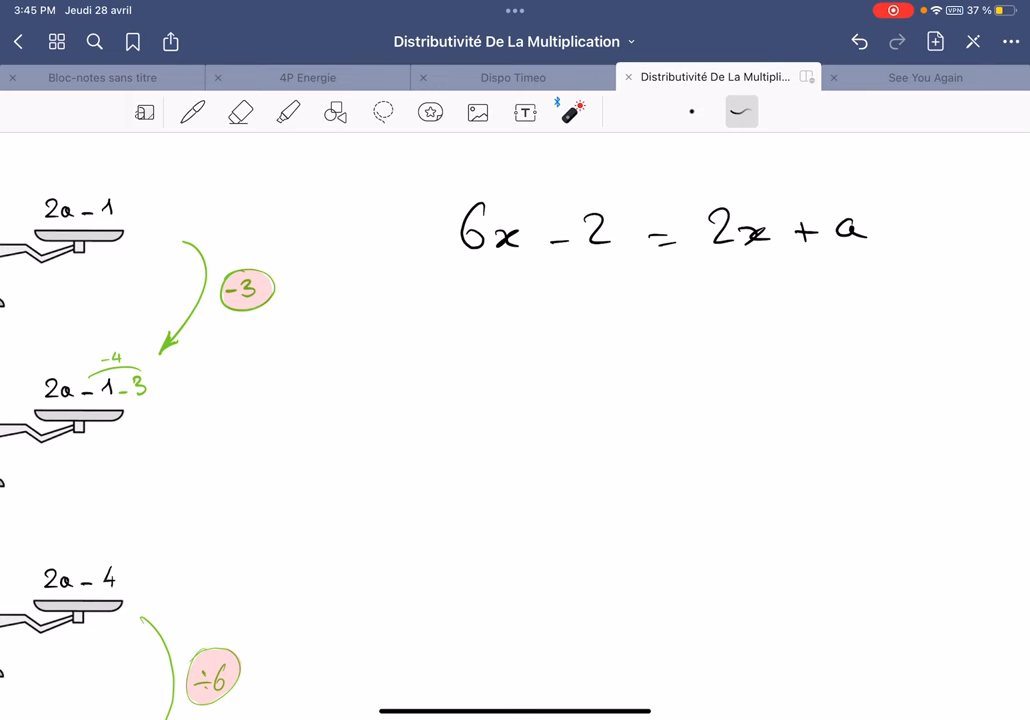 3:45 PM Jeudi 28 avril
VPN 37 %
Distributivité De La Multiplication
Bloc-notes sans titre
4P Energie
Dispo Timeo
Distributivité De La Multipli...
See You Again
T
2a - 1
6x - 2 = 2x + a
-3
-4
2a - 1 - 3
2a - 4
÷6